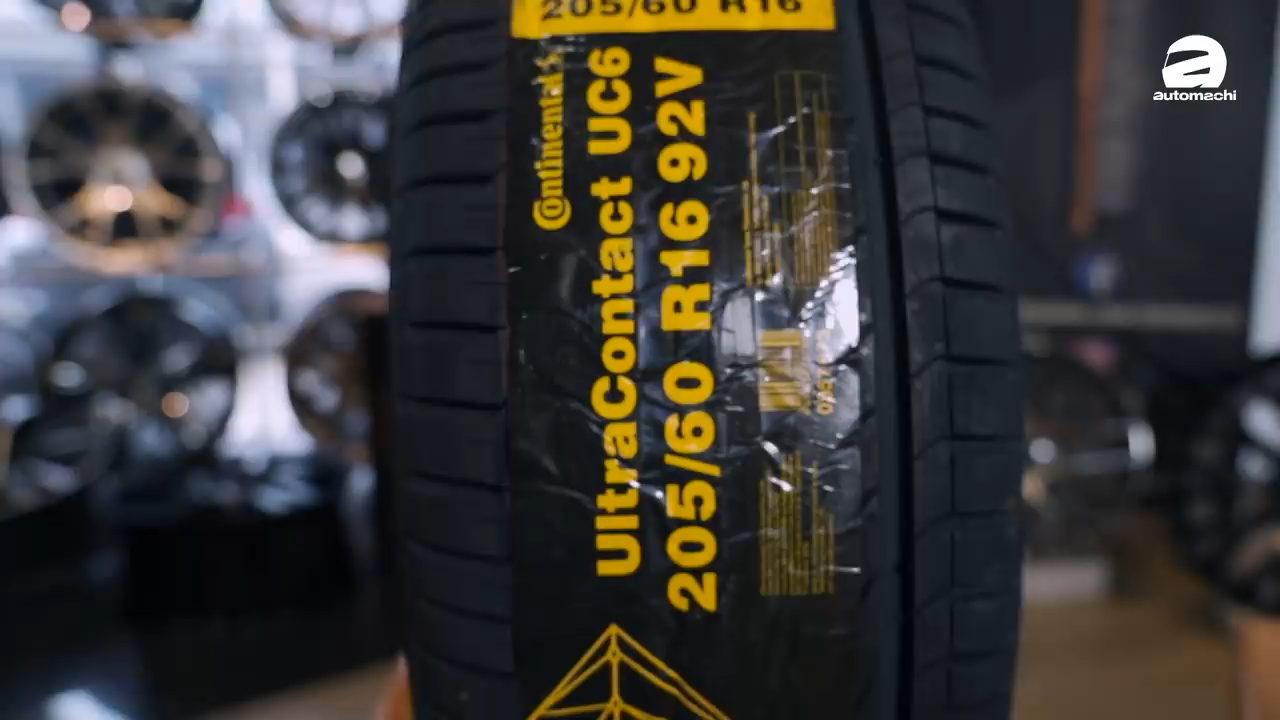 205/60 R16
Continental
UltraContact UC6
205/60 R16 92V
automachi